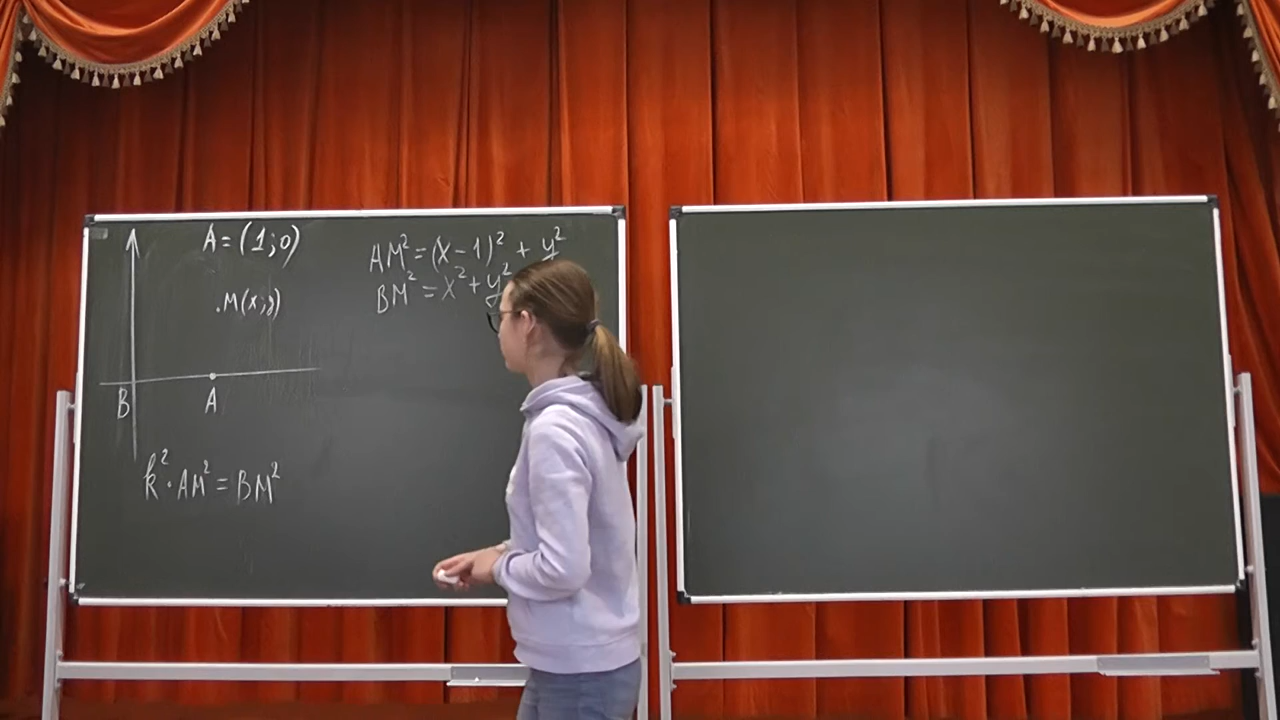 A = (1;0)
.M(x;y)
B
A
k²·AM² = BM²
AM² = (x-1)² + y²
BM² = x² + y²